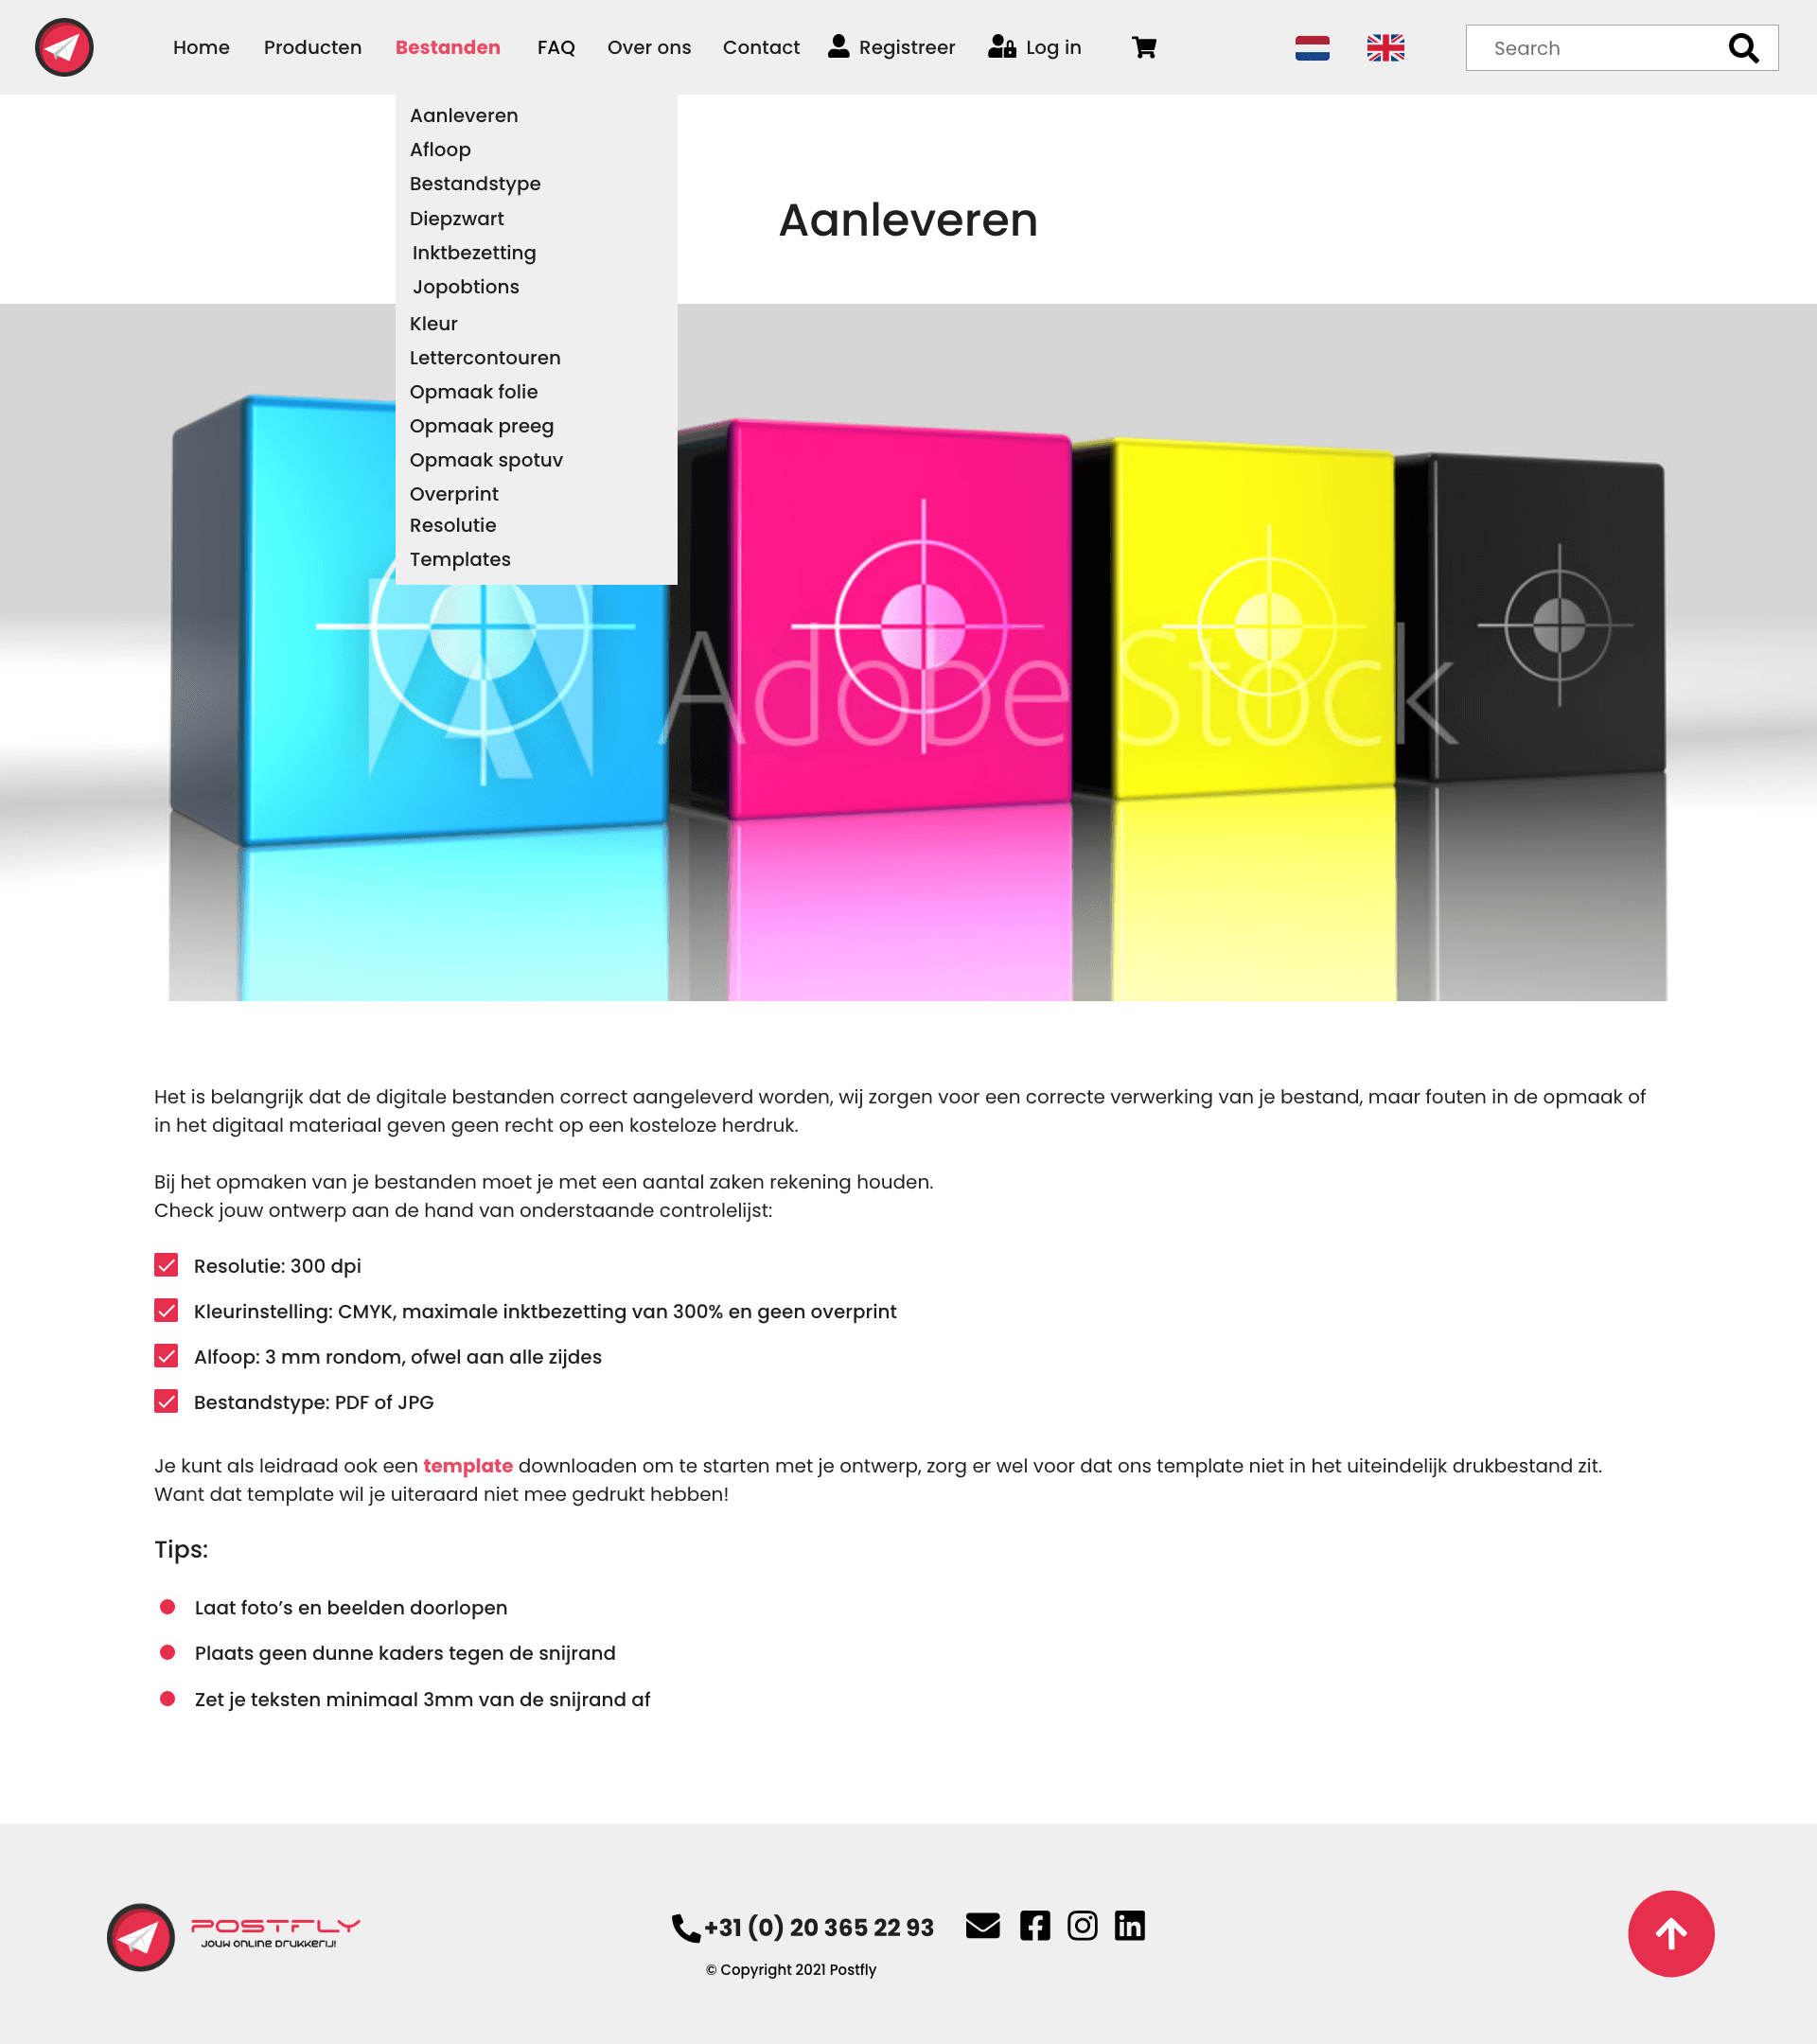 Home Producten Bestanden FAQ Over ons Contact Registreer Log in Search
Aanleveren
Afloop
Bestandstype
Diepzwart
Inktbezetting
Jopobtions
Kleur
Lettercontouren
Opmaak folie
Opmaak preeg
Opmaak spotuv
Overprint
Resolutie
Templates
Aanleveren
Adobe Stock
Het is belangrijk dat de digitale bestanden correct aangeleverd worden, wij zorgen voor een correcte verwerking van je bestand, maar fouten in de opmaak of
in het digitaal materiaal geven geen recht op een kosteloze herdruk.
Bij het opmaken van je bestanden moet je met een aantal zaken rekening houden.
Check jouw ontwerp aan de hand van onderstaande controlelijst:
Resolutie: 300 dpi
Kleurinstelling: CMYK, maximale inktbezetting van 300% en geen overprint
Alfoop: 3 mm rondom, ofwel aan alle zijdes
Bestandstype: PDF of JPG
Je kunt als leidraad ook een template downloaden om te starten met je ontwerp, zorg er wel voor dat ons template niet in het uiteindelijk drukbestand zit.
Want dat template wil je uiteraard niet mee gedrukt hebben!
Tips:
Laat foto's en beelden doorlopen
Plaats geen dunne kaders tegen de snijrand
Zet je teksten minimaal 3mm van de snijrand af
POSTFLY
Jouw online drukkerij!
+31 (0) 20 365 22 93
© Copyright 2021 Postfly